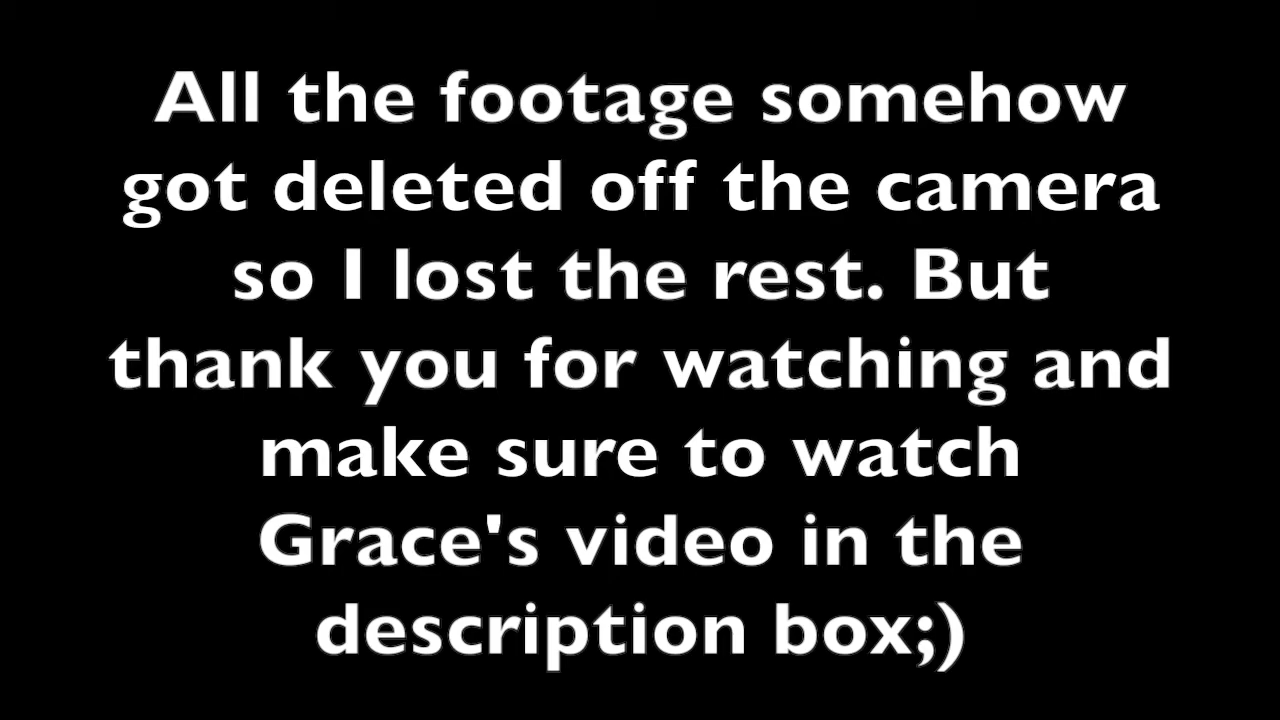 All the footage somehow
got deleted off the camera
so I lost the rest. But
thank you for watching and
make sure to watch
Grace's video in the
description box;)